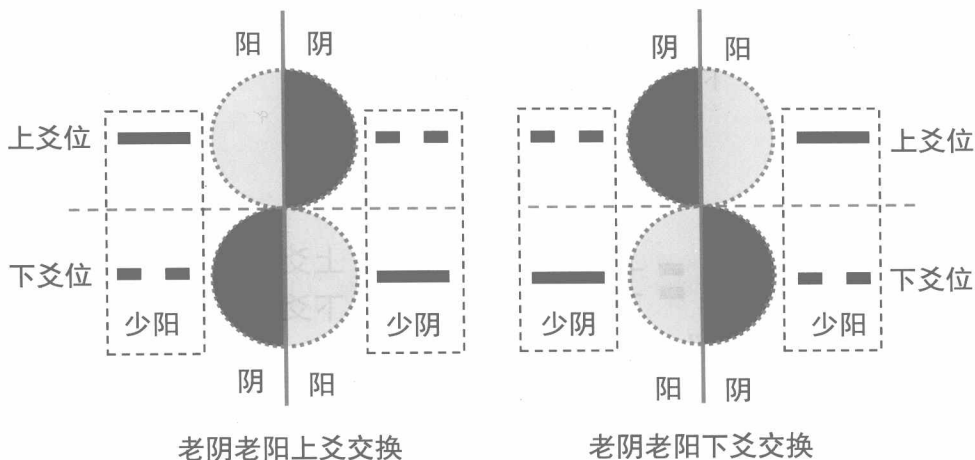 阳 阴 阴 阳
上爻位 上爻位
下爻位 下爻位
少阳 少阴 少阴 少阳
阴 阳 阳 阴
老阴老阳上爻交换 老阴老阳下爻交换